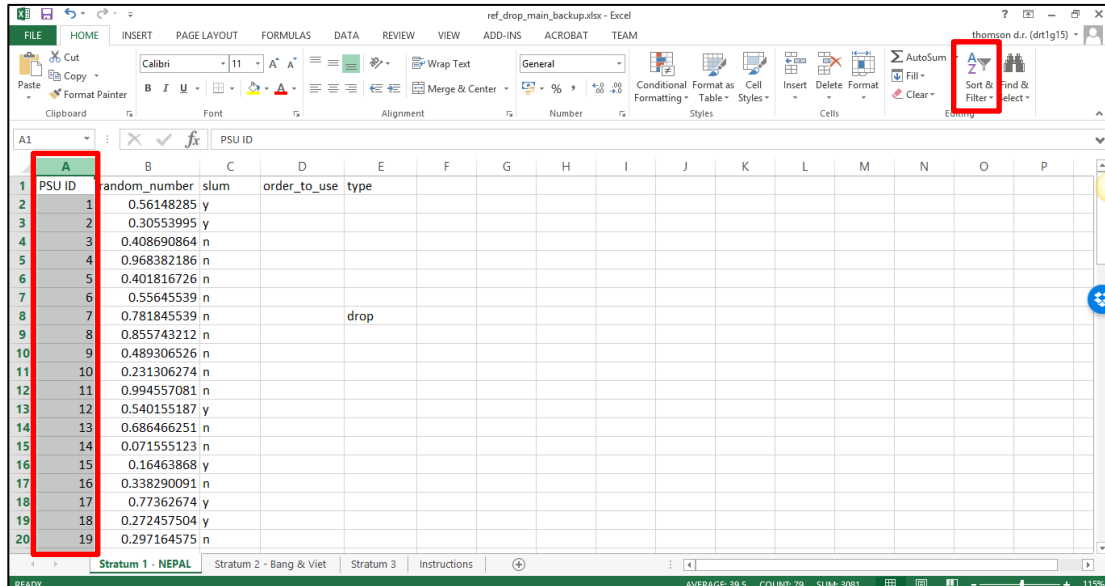 ref_drop_main_backup.xlsx - Excel
FILE HOME INSERT PAGE LAYOUT FORMULAS DATA REVIEW VIEW ADD-INS ACROBAT TEAM thomson d.r. (drt1g15)
Paste Cut Copy Format Painter
Calibri 11
B I U
Wrap Text
Merge & Center
General
Conditional Formatting Format as Table Cell Styles
Insert Delete Format
AutoSum Fill Clear
Sort & Filter Find & Select
Clipboard Font Alignment Number Styles Cells Editing
A1 fx PSU ID
A B C D E F G H I J K L M N O P
1 PSU ID random_number slum order_to_use type
2 1 0.56148285 y
3 2 0.30553995 y
4 3 0.408690864 n
5 4 0.968382186 n
6 5 0.401816726 n
7 6 0.55645539 n
8 7 0.781845539 n drop
9 8 0.855743212 n
10 9 0.489306526 n
11 10 0.231306274 n
12 11 0.994557081 n
13 12 0.540155187 y
14 13 0.686466251 n
15 14 0.071555123 n
16 15 0.16463868 y
17 16 0.338290091 n
18 17 0.77362674 y
19 18 0.272457504 y
20 19 0.297164575 n
Stratum 1 - NEPAL Stratum 2 - Bang & Viet Stratum 3 Instructions
READY AVERAGE: 39.5 COUNT: 79 SUM: 3081 115%